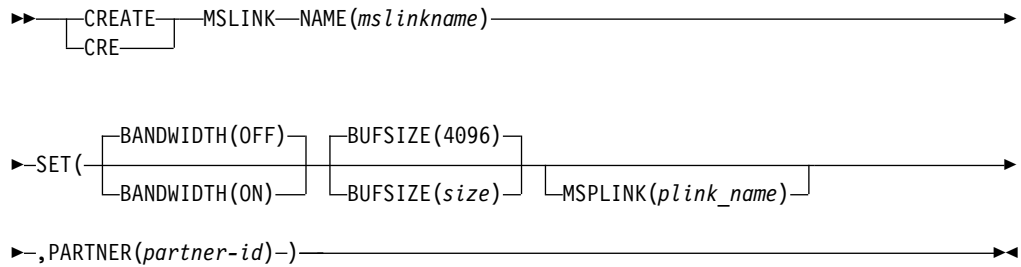 CREATE MSLINK NAME(mslinkname)
CRE
BANDWIDTH(OFF) BUFSIZE(4096)
SET(
BANDWIDTH(ON) BUFSIZE(size) MSPLINK(plink_name)
,PARTNER(partner-id) )